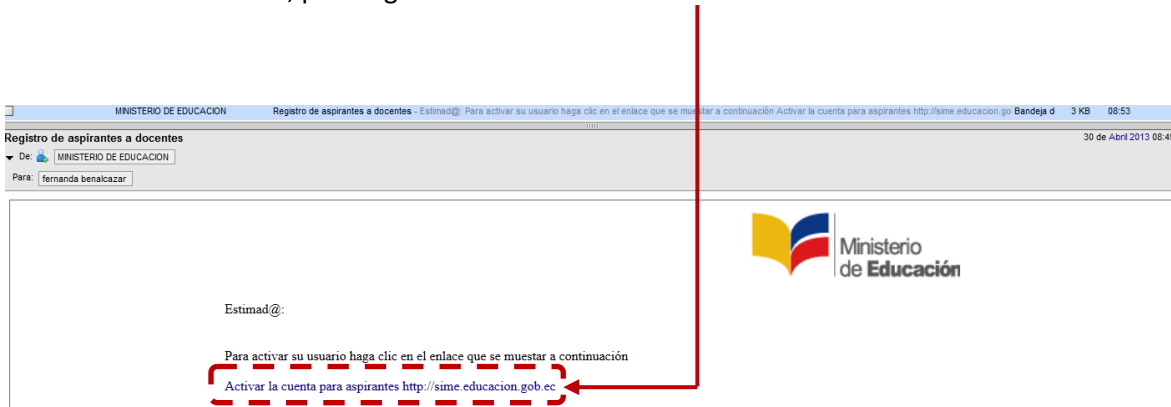 MINISTERIO DE EDUCACION Registro de aspirantes a docentes - Estimad@: Para activar su usuario haga clic en el enlace que se muestar a continuación Activar la cuenta para aspirantes http://sime.educacion.go Bandeja d 3 KB 08:53
Registro de aspirantes a docentes 30 de Abril 2013 08:49
De: MINISTERIO DE EDUCACION
Para: fernanda benalcazar
Ministerio
de Educación
Estimad@:
Para activar su usuario haga clic en el enlace que se muestar a continuación
Activar la cuenta para aspirantes http://sime.educacion.gob.ec